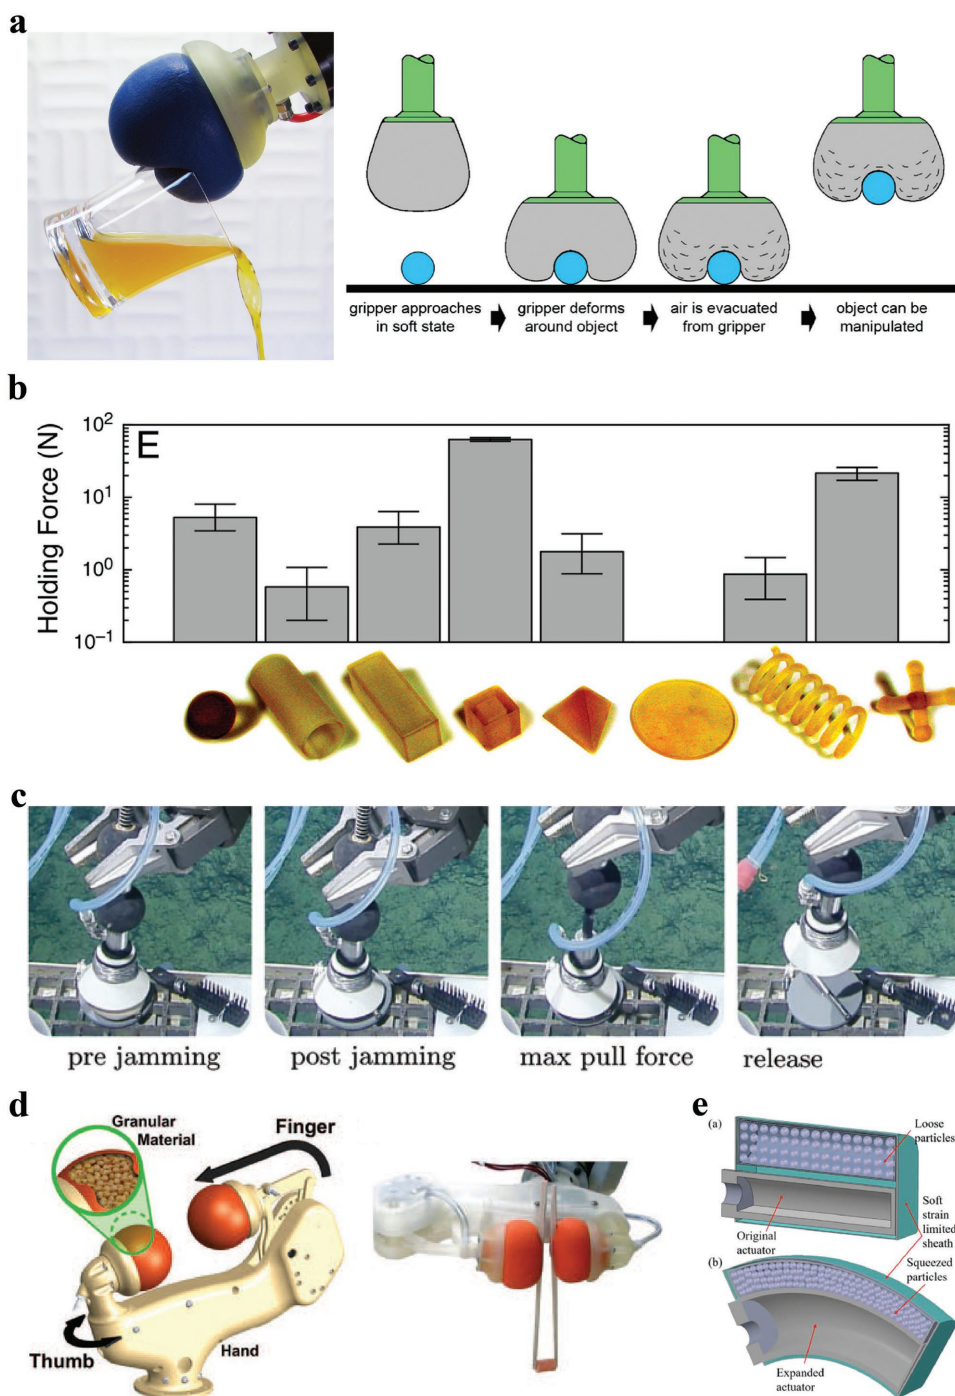 a
gripper approaches
in soft state
gripper deforms
around object
air is evacuated
from gripper
object can be
manipulated
b
E
Holding Force (N)
10²
10¹
10⁰
10⁻¹
c
pre jamming
post jamming
max pull force
release
d
Granular
Material
Finger
Thumb
Hand
e
(a)
Loose
particles
Original
actuator
Soft
strain
limited
sheath
(b)
Squeezed
particles
Expanded
actuator